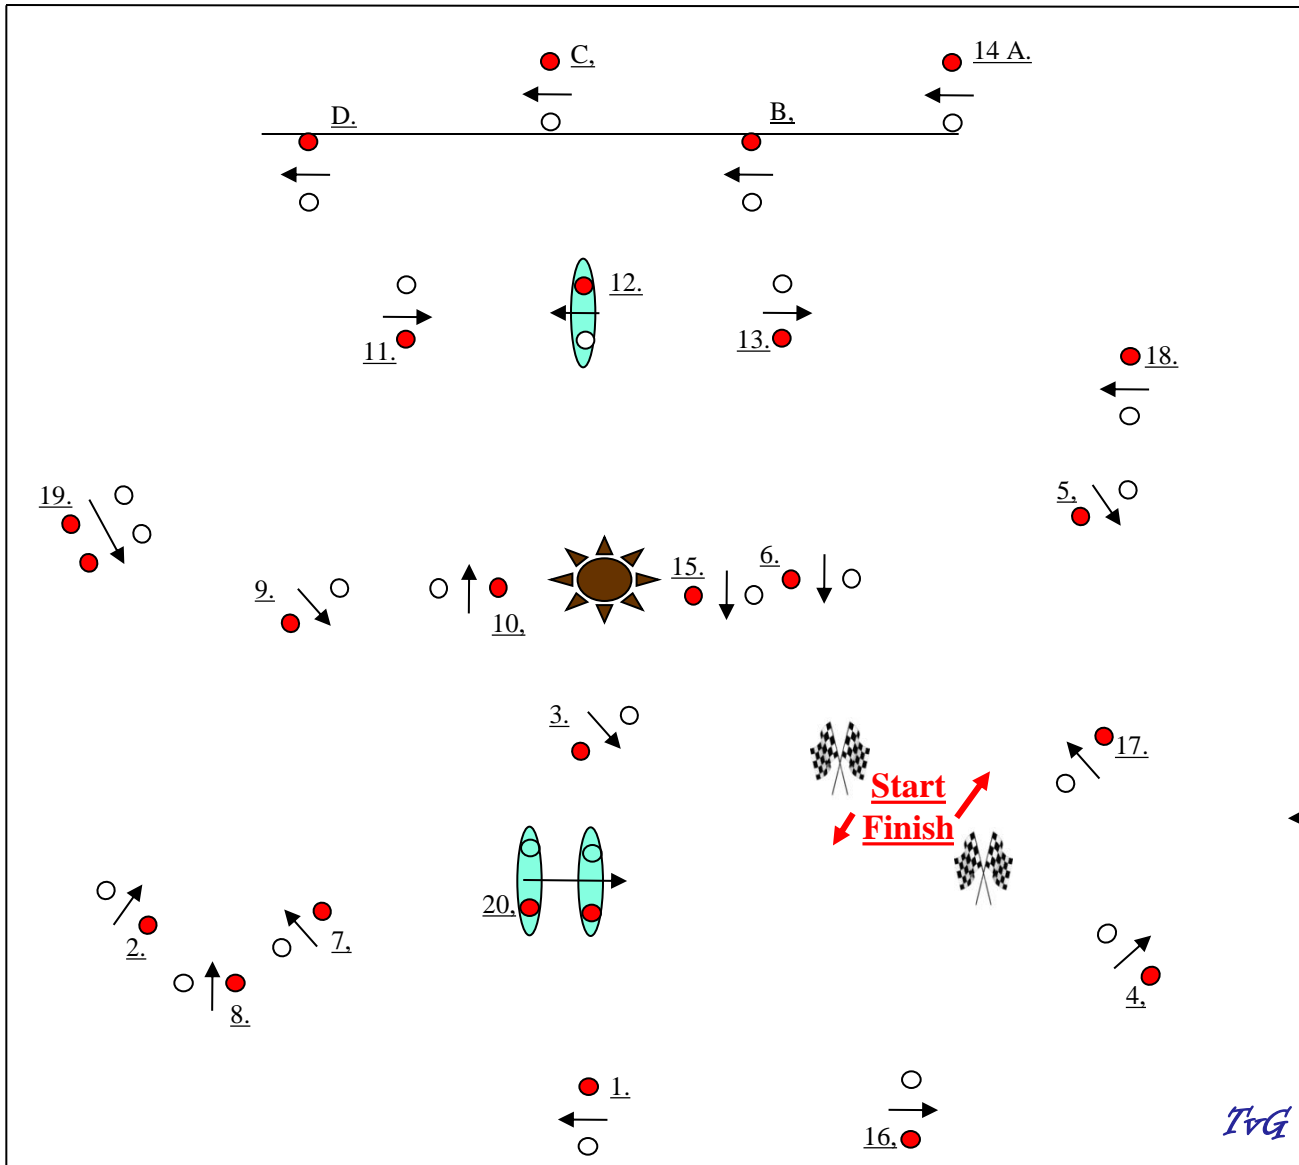 C,
14 A.
D.
B,
12.
11.
13.
18.
19.
5,
9.
10,
15.
6.
3.
17.
Start
Finish
20,
2.
7,
8.
4,
1.
16,
TvG